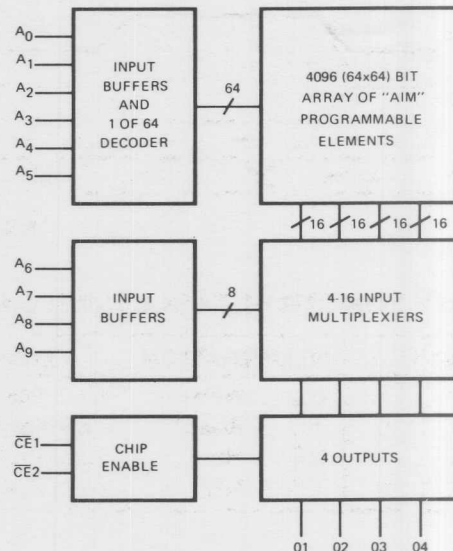 A0
A1
A2
A3
A4
A5
INPUT
BUFFERS
AND
1 OF 64
DECODER
64
4096 (64x64) BIT
ARRAY OF "AIM"
PROGRAMMABLE
ELEMENTS
16 16 16 16
A6
A7
A8
A9
INPUT
BUFFERS
8
4-16 INPUT
MULTIPLEXIERS
CE1
CE2
CHIP
ENABLE
4 OUTPUTS
01 02 03 04